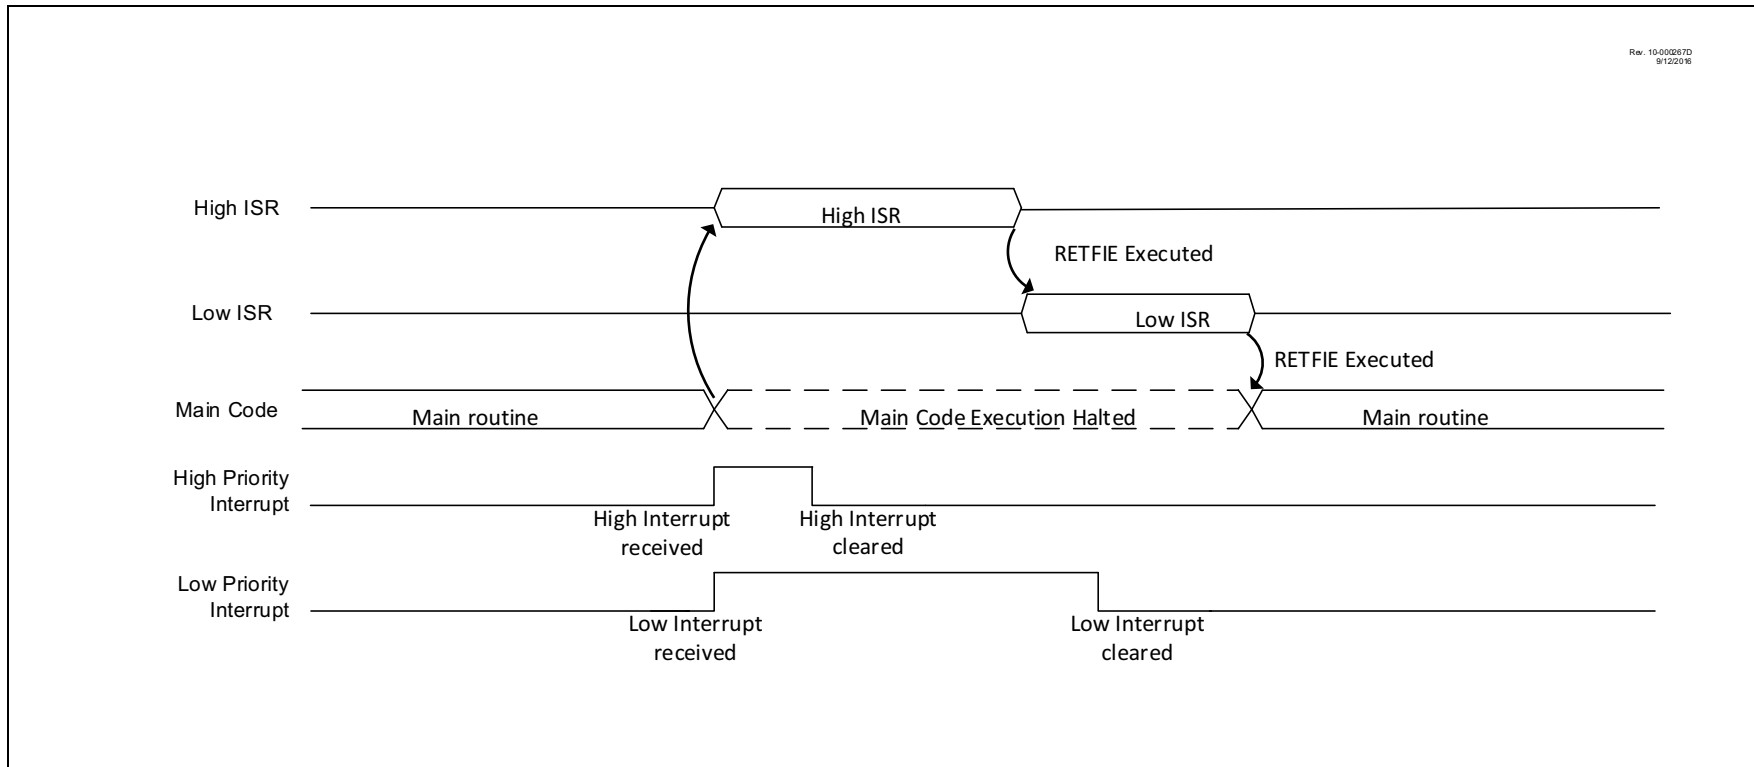 Rev. 10-000267D
9/12/2016
High ISR
High ISR
RETFIE Executed
Low ISR
Low ISR
RETFIE Executed
Main Code
Main routine
Main Code Execution Halted
Main routine
High Priority
Interrupt
High Interrupt
received
High Interrupt
cleared
Low Priority
Interrupt
Low Interrupt
received
Low Interrupt
cleared